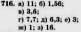 716. а) 11; б) 1,56;
в) 3,6;
г) 7,7; д) 6,3; е) 3;
ж) 1; з) 16.